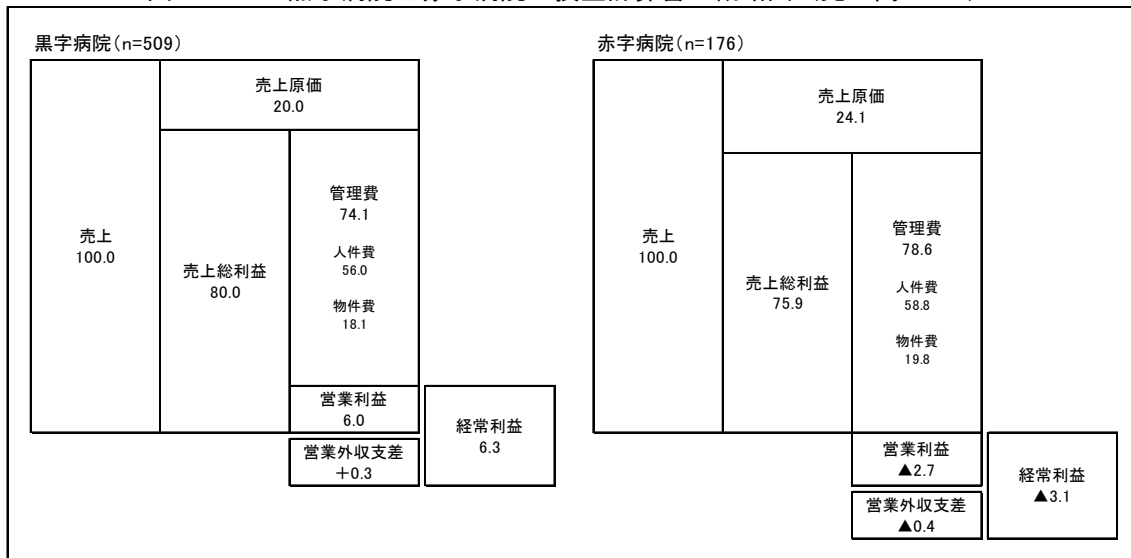 黒字病院(n=509)
売上
100.0
売上原価
20.0
売上総利益
80.0
管理費
74.1
人件費
56.0
物件費
18.1
営業利益
6.0
営業外収支差
＋0.3
経常利益
6.3
赤字病院(n=176)
売上
100.0
売上原価
24.1
売上総利益
75.9
管理費
78.6
人件費
58.8
物件費
19.8
営業利益
▲2.7
営業外収支差
▲0.4
経常利益
▲3.1